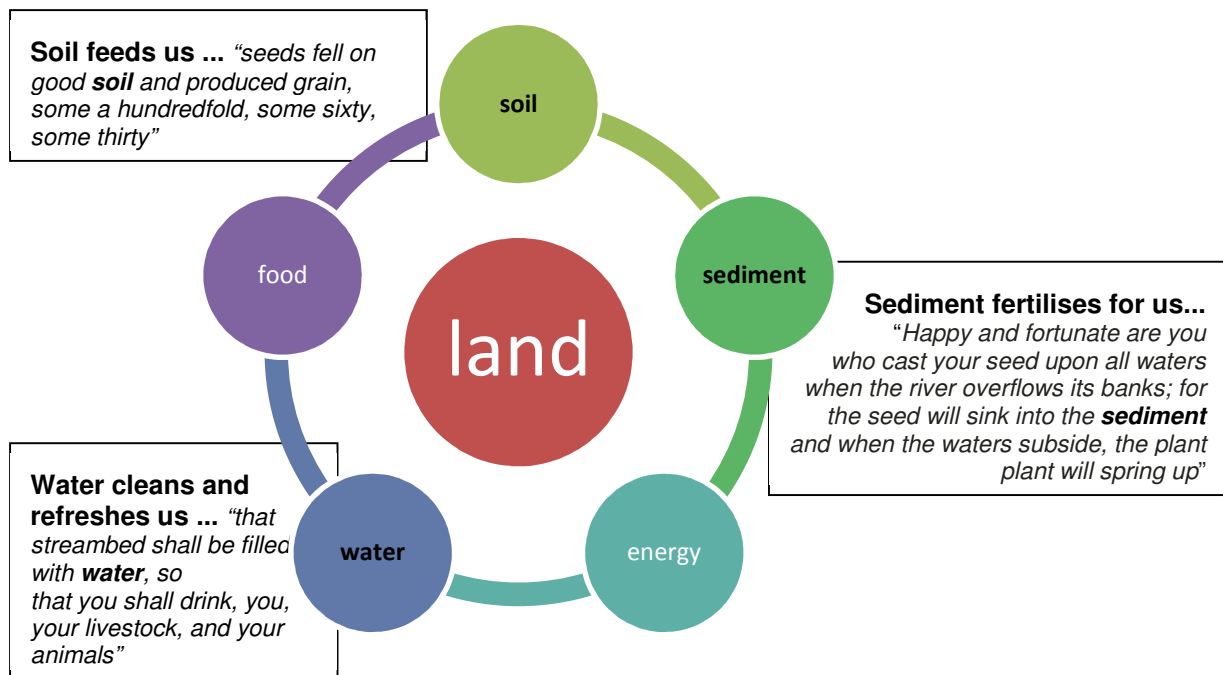 Soil feeds us ... “seeds fell on
good soil and produced grain,
some a hundredfold, some sixty,
some thirty”
soil
food
sediment
land
Sediment fertilises for us...
“Happy and fortunate are you
who cast your seed upon all waters
when the river overflows its banks; for
the seed will sink into the sediment
and when the waters subside, the plant
plant will spring up”
Water cleans and
refreshes us ... “that
streambed shall be filled
with water, so
that you shall drink, you,
your livestock, and your
animals”
water
energy